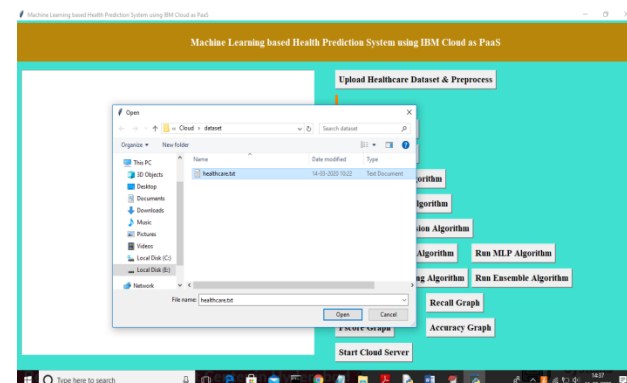 Machine Learning based Health Prediction System using IBM Cloud as PaaS
Machine Learning based Health Prediction System using IBM Cloud as PaaS
Upload Healthcare Dataset & Preprocess
Open
« Cloud › dataset
Search dataset
Organize
New folder
This PC
3D Objects
Desktop
Documents
Downloads
Music
Pictures
Videos
Local Disk (C:)
Local Disk (E:)
Network
Name
Date modified
Type
healthcare.txt
14-03-2020 10:22
Text Document
File name:
healthcare.txt
Open
Cancel
orithm
lgorithm
ion Algorithm
Algorithm
Run MLP Algorithm
ng Algorithm
Run Ensemble Algorithm
Recall Graph
Fscore Graph
Accuracy Graph
Start Cloud Server
Type here to search
14:37